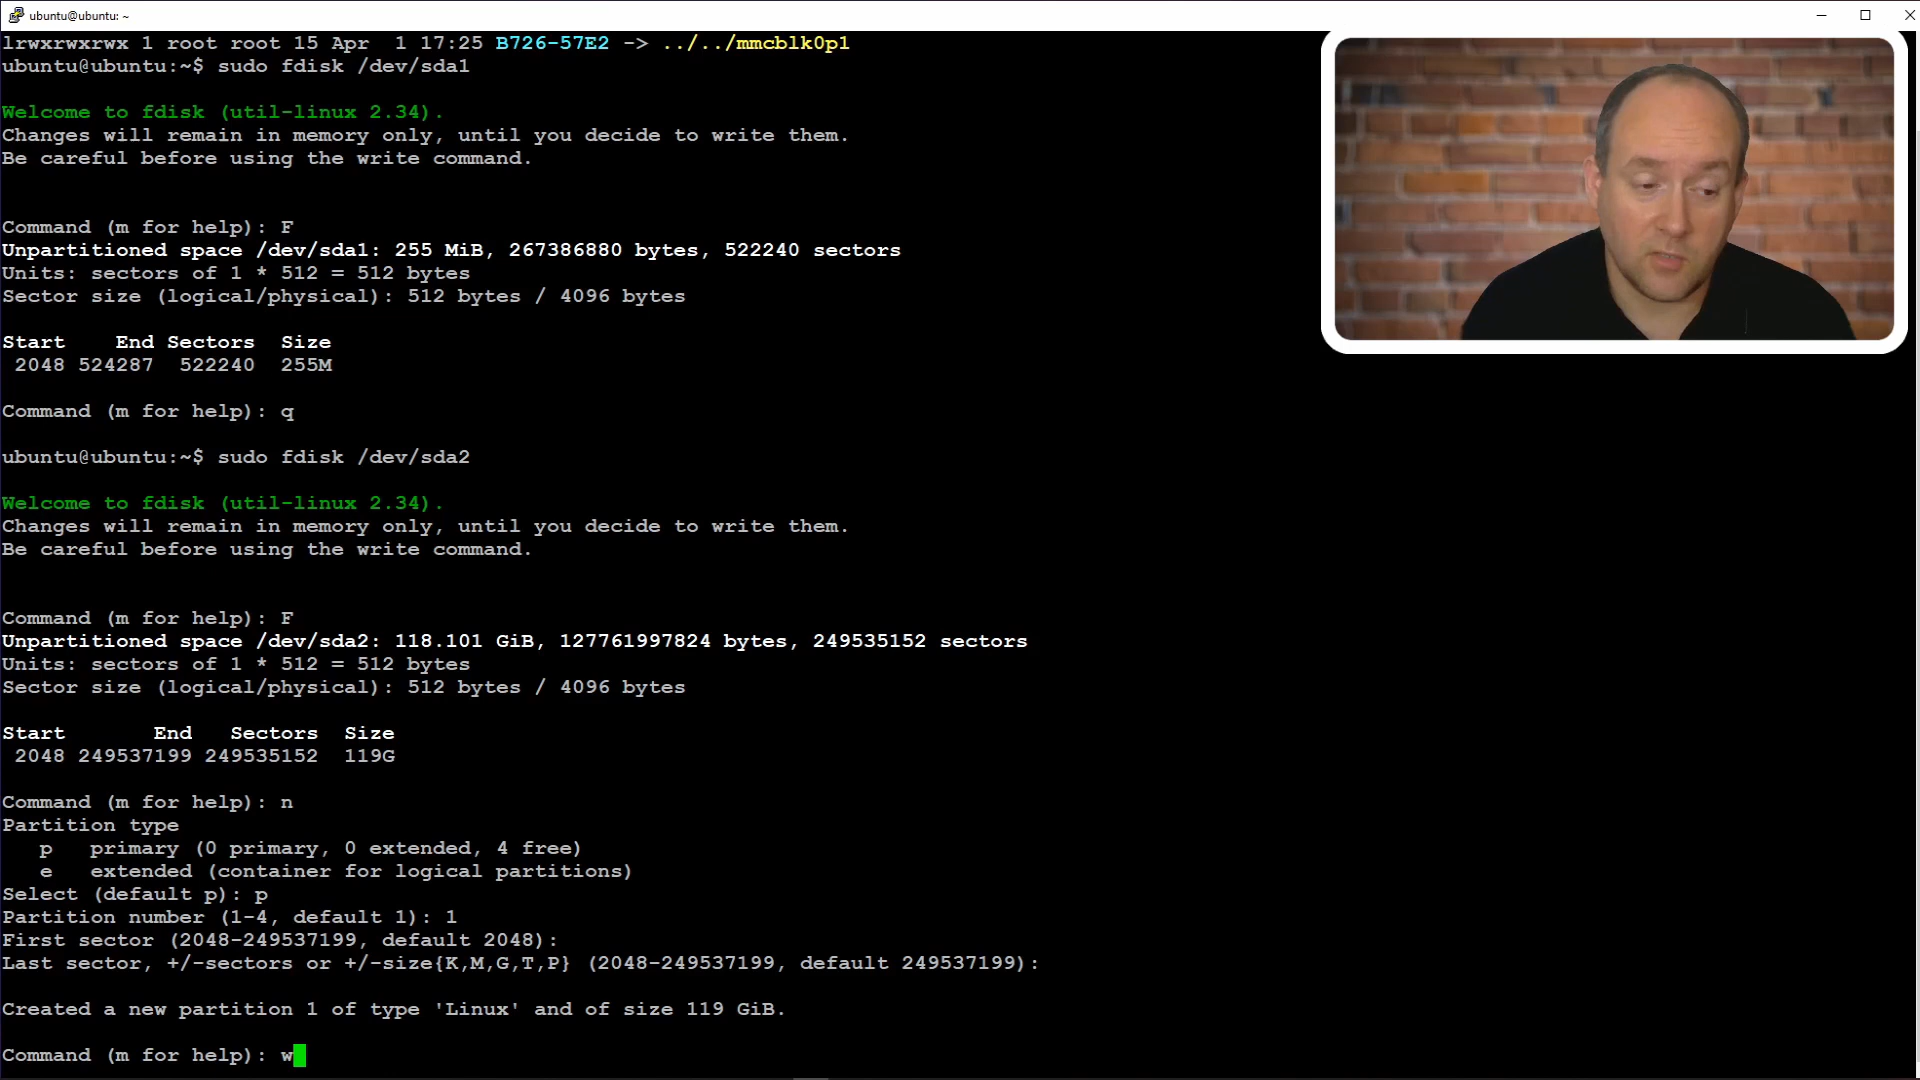 ubuntu@ubuntu: ~
lrwxrwxrwx 1 root root 15 Apr  1 17:25 B726-57E2 -> ../../mmcblk0p1
ubuntu@ubuntu:~$ sudo fdisk /dev/sda1
Welcome to fdisk (util-linux 2.34).
Changes will remain in memory only, until you decide to write them.
Be careful before using the write command.
Command (m for help): F
Unpartitioned space /dev/sda1: 255 MiB, 267386880 bytes, 522240 sectors
Units: sectors of 1 * 512 = 512 bytes
Sector size (logical/physical): 512 bytes / 4096 bytes
Start    End Sectors  Size
 2048 524287  522240  255M
Command (m for help): q
ubuntu@ubuntu:~$ sudo fdisk /dev/sda2
Welcome to fdisk (util-linux 2.34).
Changes will remain in memory only, until you decide to write them.
Be careful before using the write command.
Command (m for help): F
Unpartitioned space /dev/sda2: 118.101 GiB, 127761997824 bytes, 249535152 sectors
Units: sectors of 1 * 512 = 512 bytes
Sector size (logical/physical): 512 bytes / 4096 bytes
Start       End   Sectors  Size
 2048 249537199 249535152  119G
Command (m for help): n
Partition type
   p   primary (0 primary, 0 extended, 4 free)
   e   extended (container for logical partitions)
Select (default p): p
Partition number (1-4, default 1): 1
First sector (2048-249537199, default 2048):
Last sector, +/-sectors or +/-size{K,M,G,T,P} (2048-249537199, default 249537199):
Created a new partition 1 of type 'Linux' and of size 119 GiB.
Command (m for help): w